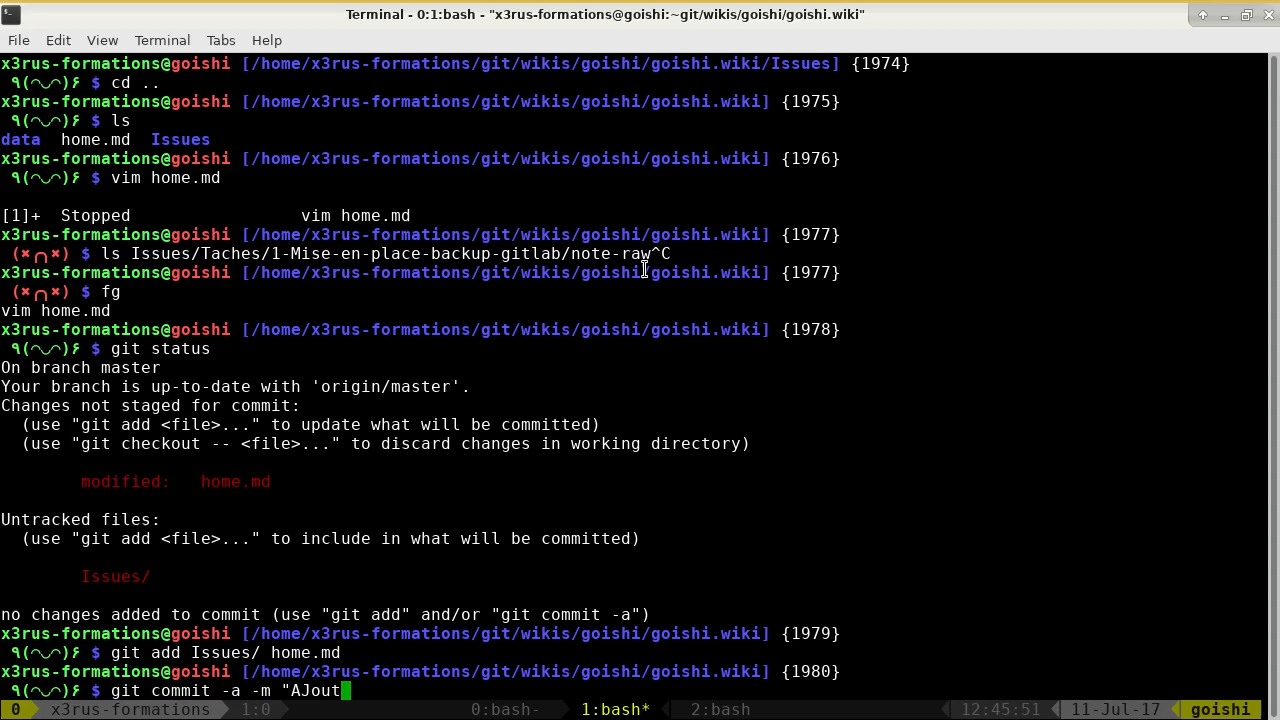 Terminal - 0:1:bash - "x3rus-formations@goishi:~git/wikis/goishi/goishi.wiki"
File Edit View Terminal Tabs Help
x3rus-formations@goishi [/home/x3rus-formations/git/wikis/goishi/goishi.wiki/Issues] {1974}
٩(◠◡◠)۶ $ cd ..
x3rus-formations@goishi [/home/x3rus-formations/git/wikis/goishi/goishi.wiki] {1975}
٩(◠◡◠)۶ $ ls
data home.md Issues
x3rus-formations@goishi [/home/x3rus-formations/git/wikis/goishi/goishi.wiki] {1976}
٩(◠◡◠)۶ $ vim home.md
[1]+ Stopped vim home.md
x3rus-formations@goishi [/home/x3rus-formations/git/wikis/goishi/goishi.wiki] {1977}
(✖╭╮✖) $ ls Issues/Taches/1-Mise-en-place-backup-gitlab/note-raw^C
x3rus-formations@goishi [/home/x3rus-formations/git/wikis/goishi/goishi.wiki] {1977}
(✖╭╮✖) $ fg
vim home.md
x3rus-formations@goishi [/home/x3rus-formations/git/wikis/goishi/goishi.wiki] {1978}
٩(◠◡◠)۶ $ git status
On branch master
Your branch is up-to-date with 'origin/master'.
Changes not staged for commit:
(use "git add <file>..." to update what will be committed)
(use "git checkout -- <file>..." to discard changes in working directory)
modified: home.md
Untracked files:
(use "git add <file>..." to include in what will be committed)
Issues/
no changes added to commit (use "git add" and/or "git commit -a")
x3rus-formations@goishi [/home/x3rus-formations/git/wikis/goishi/goishi.wiki] {1979}
٩(◠◡◠)۶ $ git add Issues/ home.md
x3rus-formations@goishi [/home/x3rus-formations/git/wikis/goishi/goishi.wiki] {1980}
٩(◠◡◠)۶ $ git commit -a -m "AJout
0 x3rus-formations 1:0 0:bash- 1:bash* 2:bash 12:45:51 11-Jul-17 goishi